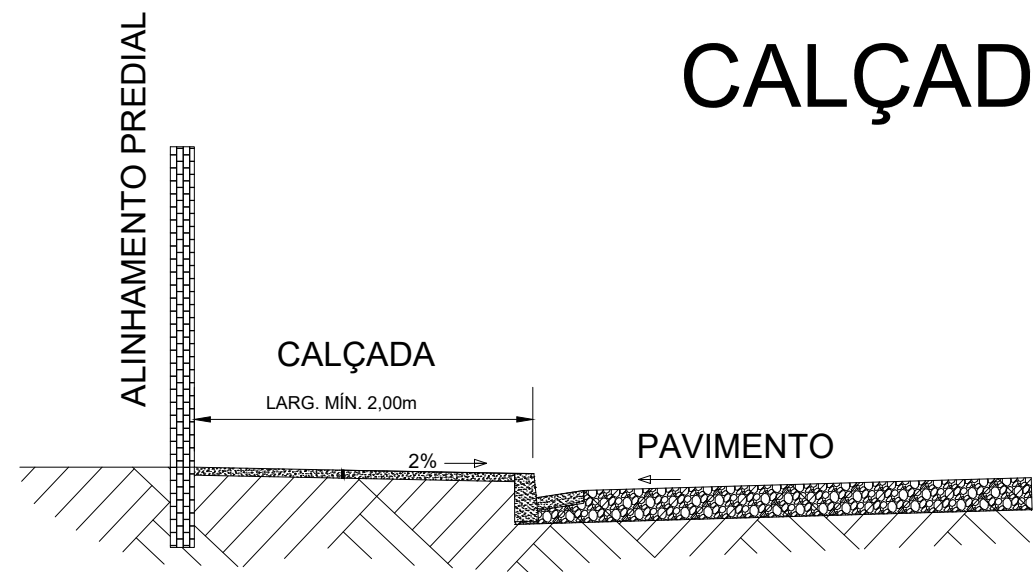 CALÇAD
ALINHAMENTO PREDIAL
CALÇADA
LARG. MÍN. 2,00m
2%
PAVIMENTO